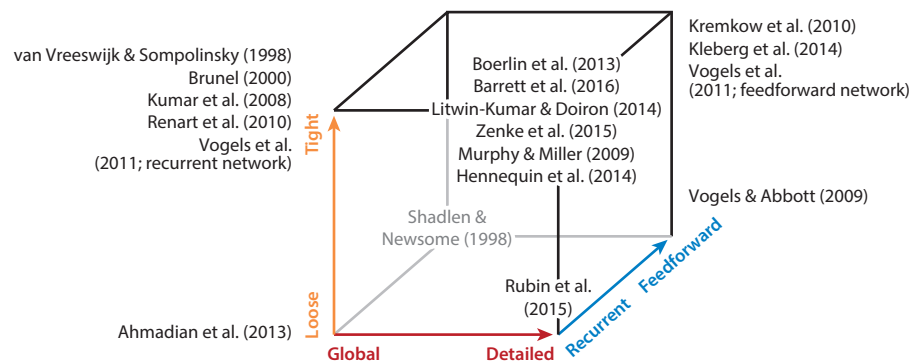 van Vreeswijk & Sompolinsky (1998)
Brunel (2000)
Kumar et al. (2008)
Renart et al. (2010)
Vogels et al.
(2011; recurrent network)
Boerlin et al. (2013)
Barrett et al. (2016)
Litwin-Kumar & Doiron (2014)
Zenke et al. (2015)
Murphy & Miller (2009)
Hennequin et al. (2014)
Kremkow et al. (2010)
Kleberg et al. (2014)
Vogels et al.
(2011; feedforward network)
Vogels & Abbott (2009)
Shadlen &
Newsome (1998)
Rubin et al.
(2015)
Ahmadian et al. (2013)
Tight
Loose
Global
Detailed
Recurrent
Feedforward